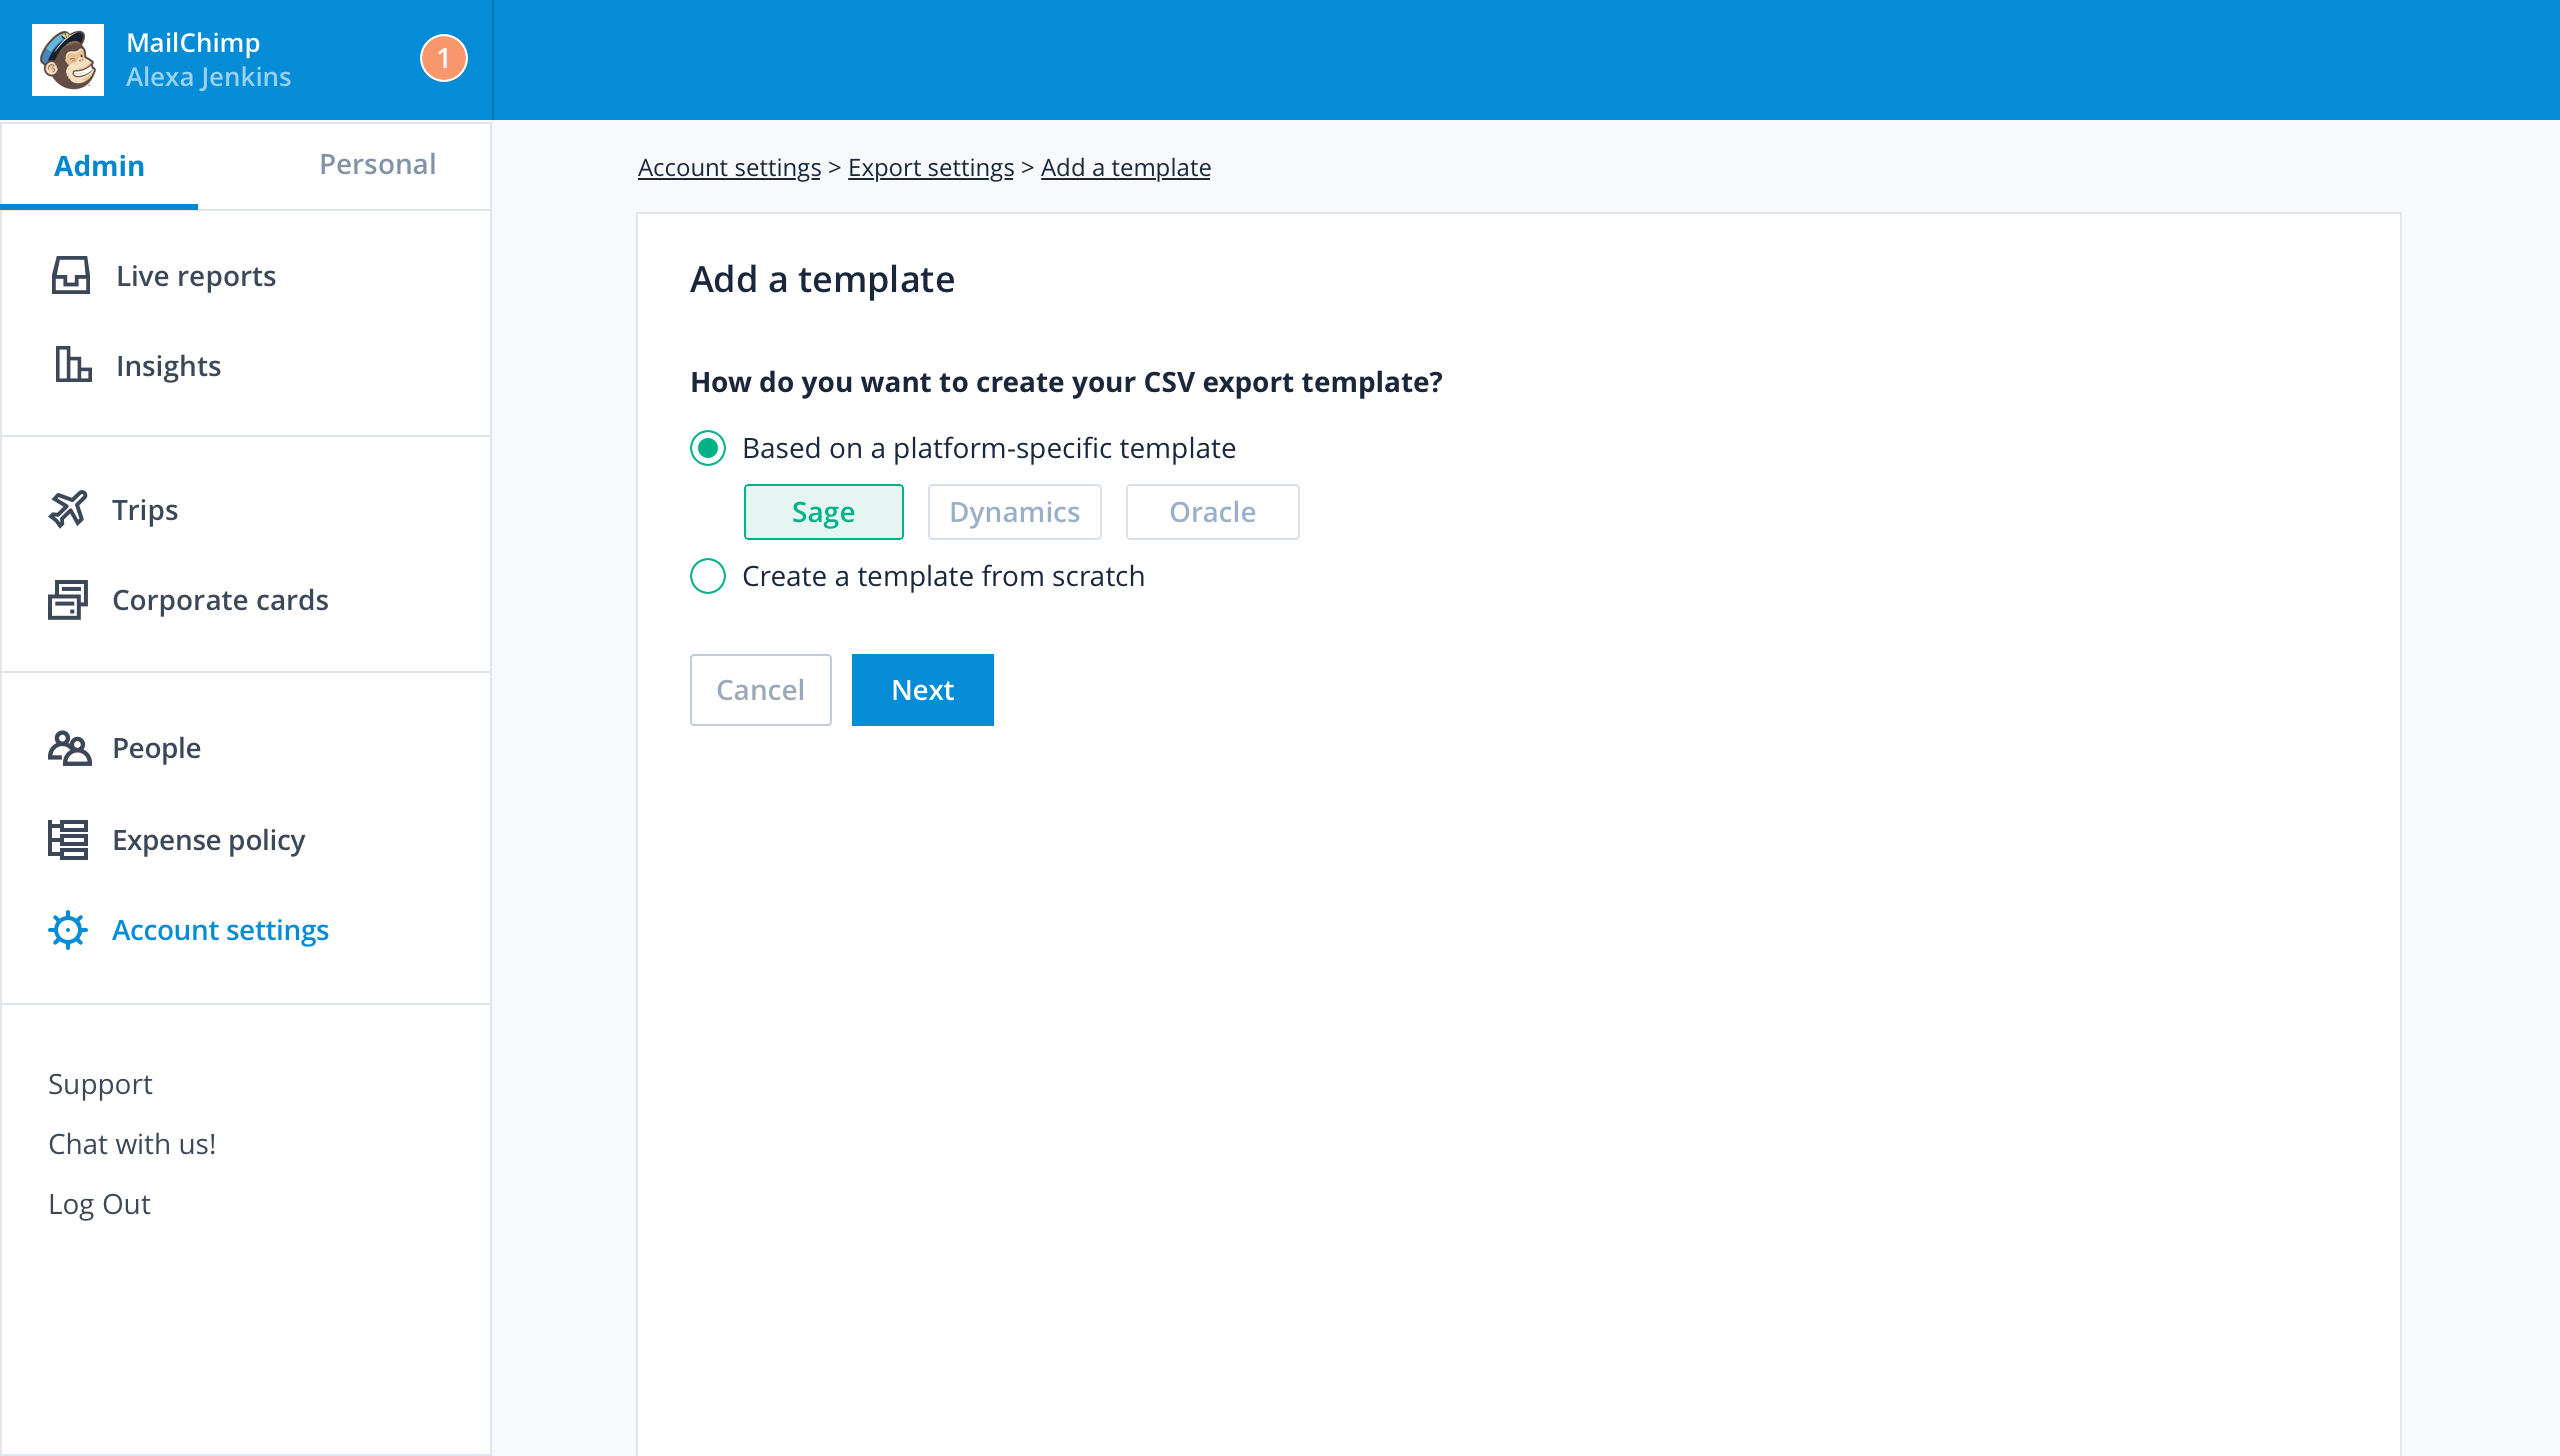 MailChimp
Alexa Jenkins
1
Admin
Personal
Live reports
Insights
Trips
Corporate cards
People
Expense policy
Account settings
Support
Chat with us!
Log Out
Account settings > Export settings > Add a template
Add a template
How do you want to create your CSV export template?
Based on a platform-specific template
Sage
Dynamics
Oracle
Create a template from scratch
Cancel
Next